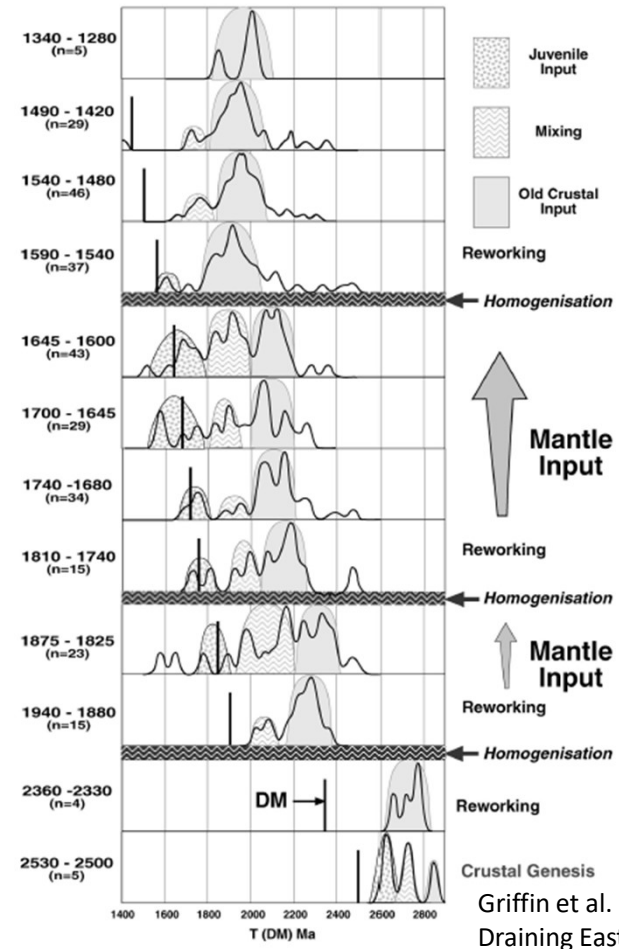 1340 - 1280
(n=5)
1490 - 1420
(n=29)
1540 - 1480
(n=46)
1590 - 1540
(n=37)
1645 - 1600
(n=43)
1700 - 1645
(n=29)
1740 -1680
(n=34)
1810 - 1740
(n=15)
1875 - 1825
(n=23)
1940 - 1880
(n=15)
2360 -2330
(n=4)
2530 - 2500
(n=5)
DM
1400 1600 1800 2000 2200 2400 2600 2800
T (DM) Ma
Juvenile
Input
Mixing
Old Crustal
Input
Reworking
Homogenisation
Mantle
Input
Reworking
Homogenisation
Mantle
Input
Reworking
Homogenisation
Reworking
Crustal Genesis
Griffin et al.
Draining East